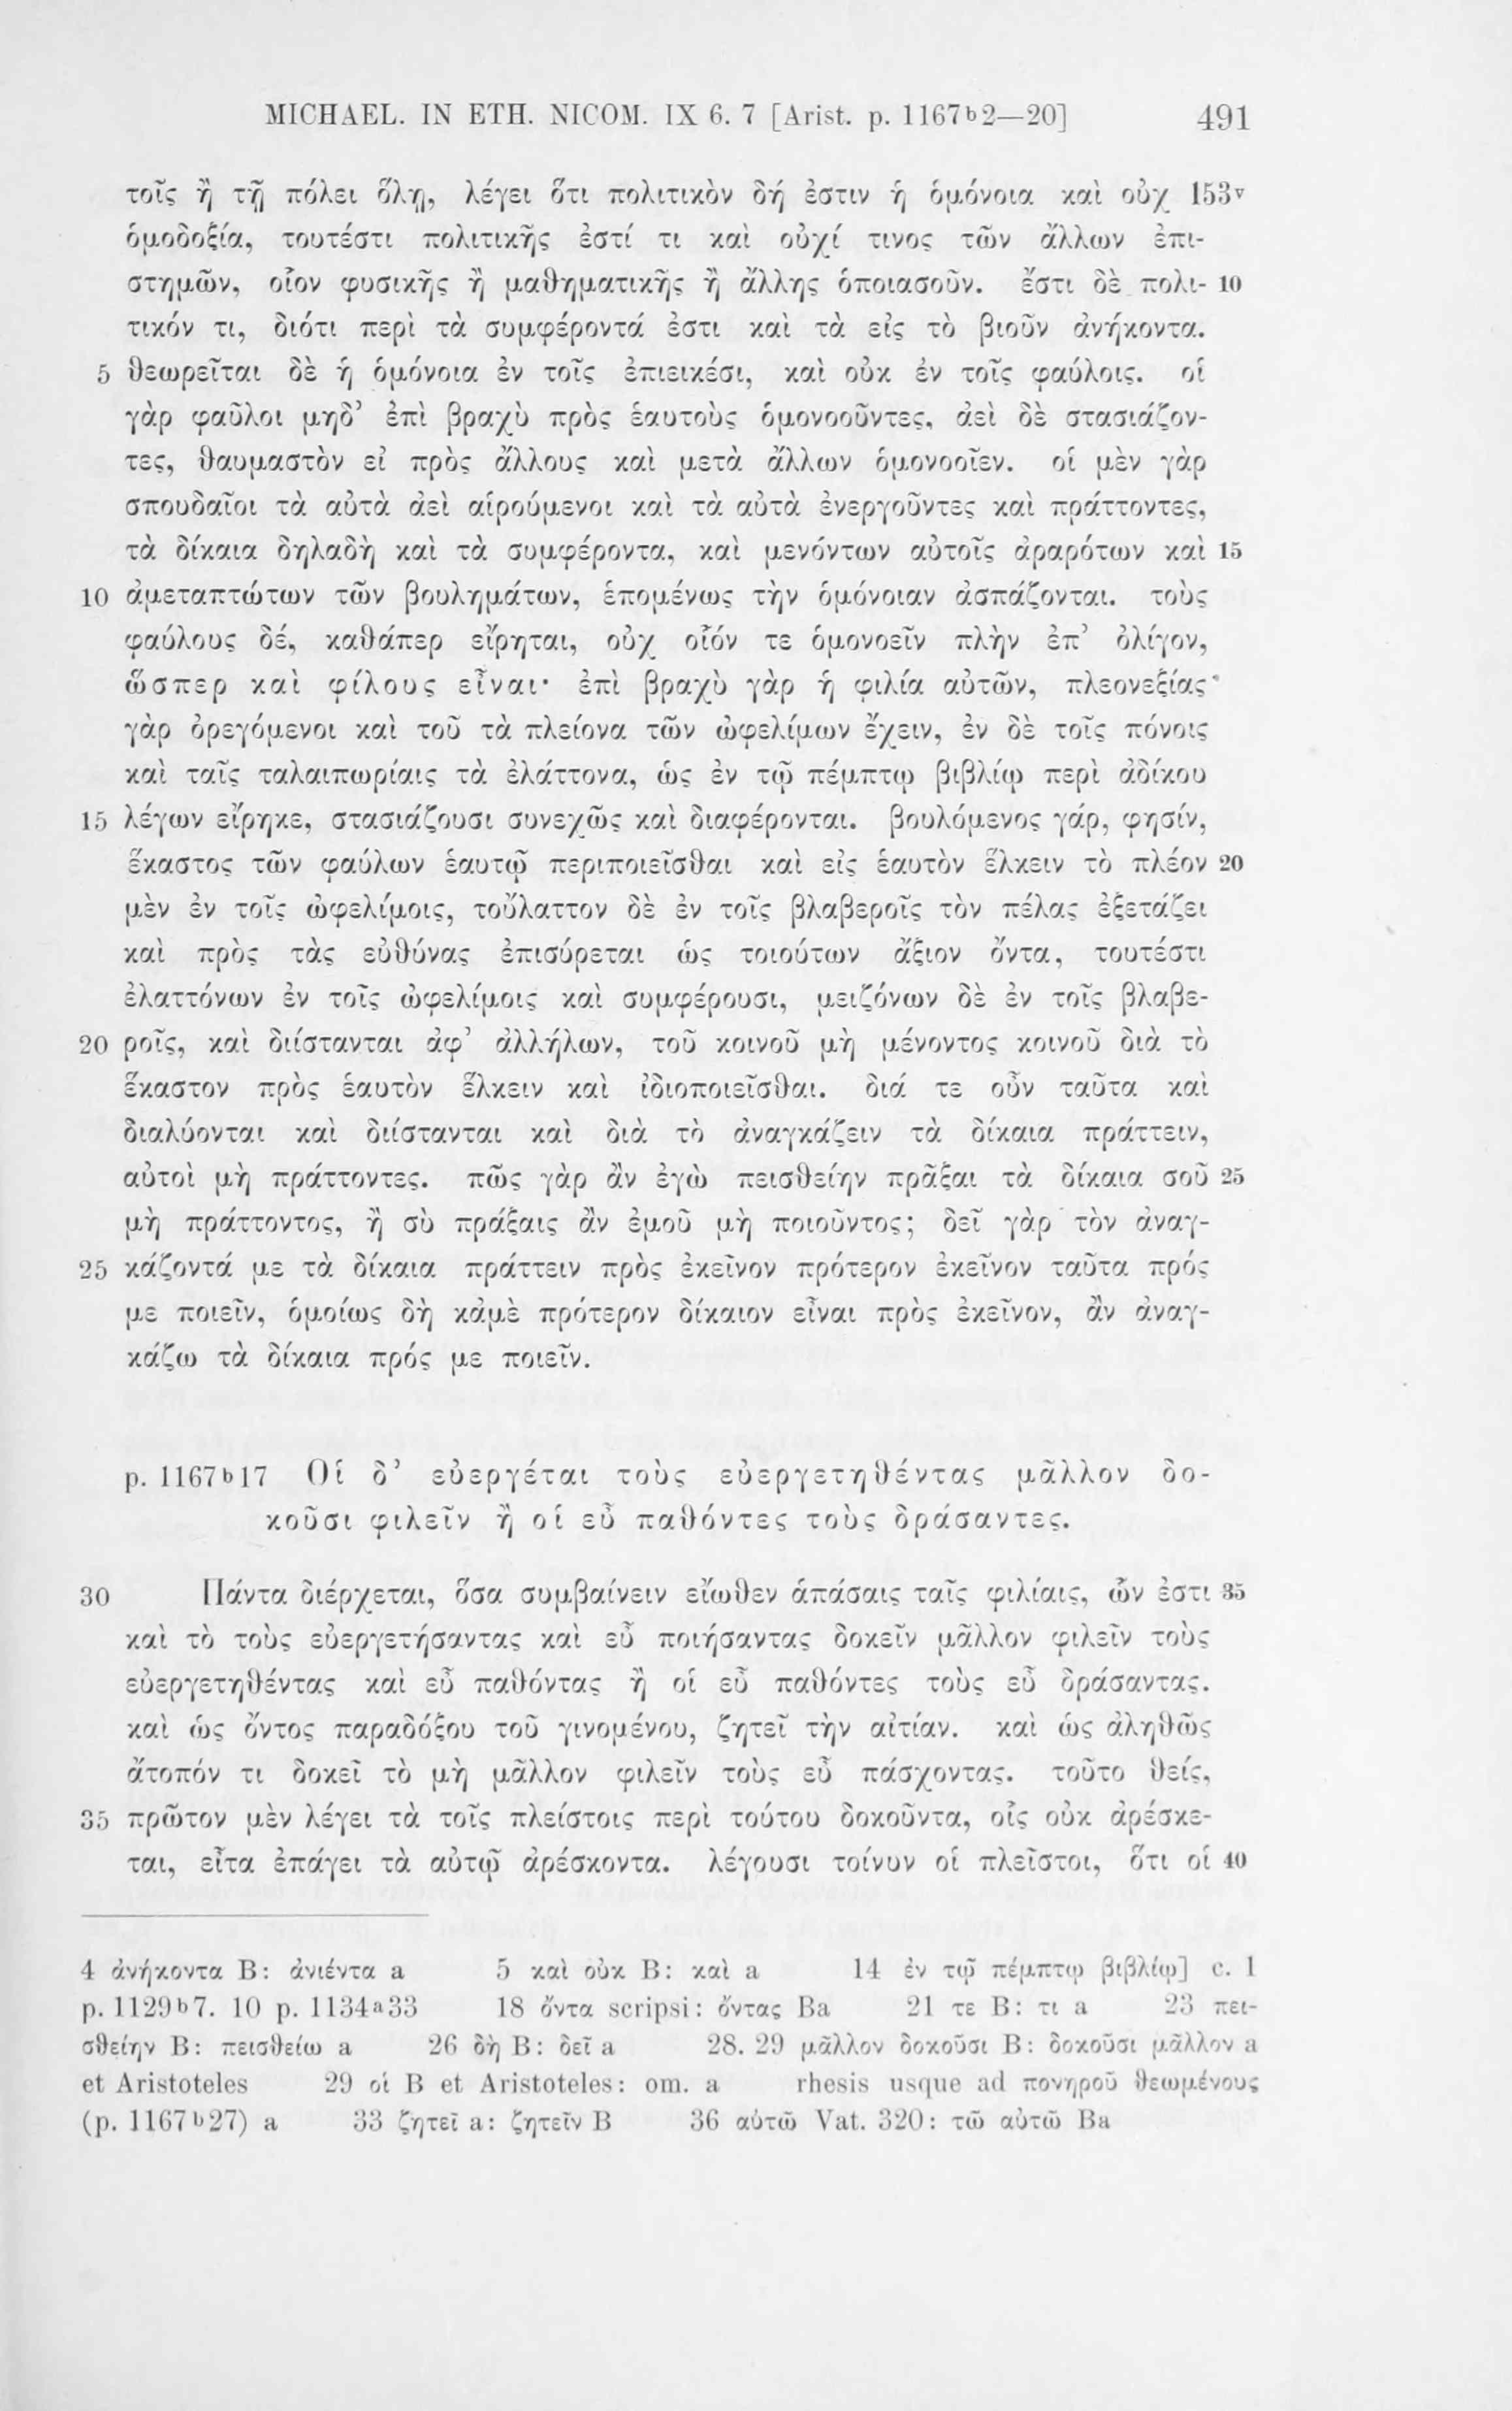 MICHAEL. IN ETH. NICOM. IX 6. 7 [Arist. p. 1167ᵇ2—20] 491
τοῖς ἢ τῇ πόλει ὅλῃ, λέγει ὅτι πολιτικὸν δή ἐστιν ἡ ὁμόνοια καὶ οὐχ 153ᵛ
ὁμοδοξία, τουτέστι πολιτικῆς ἐστί τι καὶ οὐχί τινος τῶν ἄλλων ἐπι-
στημῶν, οἷον φυσικῆς ἢ μαθηματικῆς ἢ ἄλλης ὁποιασοῦν. ἔστι δὲ πολι- 10
τικόν τι, διότι περὶ τὰ συμφέροντά ἐστι καὶ τὰ εἰς τὸ βιοῦν ἀνήκοντα.
5 θεωρεῖται δὲ ἡ ὁμόνοια ἐν τοῖς ἐπιεικέσι, καὶ οὐκ ἐν τοῖς φαύλοις. οἱ
γὰρ φαῦλοι μηδ᾽ ἐπὶ βραχὺ πρὸς ἑαυτοὺς ὁμονοοῦντες, ἀεὶ δὲ στασιάζον-
τες, θαυμαστὸν εἰ πρὸς ἄλλους καὶ μετὰ ἄλλων ὁμονοοῖεν. οἱ μὲν γὰρ
σπουδαῖοι τὰ αὐτὰ ἀεὶ αἱρούμενοι καὶ τὰ αὐτὰ ἐνεργοῦντες καὶ πράττοντες,
τὰ δίκαια δηλαδὴ καὶ τὰ συμφέροντα, καὶ μενόντων αὐτοῖς ἀραρότων καὶ 15
10 ἀμεταπτώτων τῶν βουλημάτων, ἑπομένως τὴν ὁμόνοιαν ἀσπάζονται. τοὺς
φαύλους δέ, καθάπερ εἴρηται, οὐχ οἷόν τε ὁμονοεῖν πλὴν ἐπ᾽ ὀλίγον,
ὥσπερ καὶ φίλους εἶναι· ἐπὶ βραχὺ γὰρ ἡ φιλία αὐτῶν, πλεονεξίας
γὰρ ὀρεγόμενοι καὶ τοῦ τὰ πλείονα τῶν ὠφελίμων ἔχειν, ἐν δὲ τοῖς πόνοις
καὶ ταῖς ταλαιπωρίαις τὰ ἐλάττονα, ὡς ἐν τῷ πέμπτῳ βιβλίῳ περὶ ἀδίκου
15 λέγων εἴρηκε, στασιάζουσι συνεχῶς καὶ διαφέρονται. βουλόμενος γάρ, φησίν,
ἕκαστος τῶν φαύλων ἑαυτῷ περιποιεῖσθαι καὶ εἰς ἑαυτὸν ἕλκειν τὸ πλέον 20
μὲν ἐν τοῖς ὠφελίμοις, τοὔλαττον δὲ ἐν τοῖς βλαβεροῖς τὸν πέλας ἐξετάζει
καὶ πρὸς τὰς εὐθύνας ἐπισύρεται ὡς τοιούτων ἄξιον ὄντα, τουτέστι
ἐλαττόνων ἐν τοῖς ὠφελίμοις καὶ συμφέρουσι, μειζόνων δὲ ἐν τοῖς βλαβε-
20 ροῖς, καὶ διίστανται ἀφ᾽ ἀλλήλων, τοῦ κοινοῦ μὴ μένοντος κοινοῦ διὰ τὸ
ἕκαστον πρὸς ἑαυτὸν ἕλκειν καὶ ἰδιοποιεῖσθαι. διά τε οὖν ταῦτα καὶ
διαλύονται καὶ διίστανται καὶ διὰ τὸ ἀναγκάζειν τὰ δίκαια πράττειν,
αὐτοὶ μὴ πράττοντες. πῶς γὰρ ἂν ἐγὼ πεισθείην πρᾶξαι τὰ δίκαια σοῦ 25
μὴ πράττοντος, ἢ σὺ πράξαις ἂν ἐμοῦ μὴ ποιοῦντος; δεῖ γὰρ τὸν ἀναγ-
25 κάζοντά με τὰ δίκαια πράττειν πρὸς ἐκεῖνον πρότερον ἐκεῖνον ταῦτα πρός
με ποιεῖν, ὁμοίως δὴ κἀμὲ πρότερον δίκαιον εἶναι πρὸς ἐκεῖνον, ἂν ἀναγ-
κάζω τὰ δίκαια πρός με ποιεῖν.
p. 1167ᵇ17 Οἱ δ᾽ εὐεργέται τοὺς εὐεργετηθέντας μᾶλλον δο-
κοῦσι φιλεῖν ἢ οἱ εὖ παθόντες τοὺς δράσαντες.
30 Πάντα διέρχεται, ὅσα συμβαίνειν εἴωθεν ἁπάσαις ταῖς φιλίαις, ὧν ἐστι 35
καὶ τὸ τοὺς εὐεργετήσαντας καὶ εὖ ποιήσαντας δοκεῖν μᾶλλον φιλεῖν τοὺς
εὐεργετηθέντας καὶ εὖ παθόντας ἢ οἱ εὖ παθόντες τοὺς εὖ δράσαντας.
καὶ ὡς ὄντος παραδόξου τοῦ γινομένου, ζητεῖ τὴν αἰτίαν. καὶ ὡς ἀληθῶς
ἄτοπόν τι δοκεῖ τὸ μὴ μᾶλλον φιλεῖν τοὺς εὖ πάσχοντας. τοῦτο θείς,
35 πρῶτον μὲν λέγει τὰ τοῖς πλείστοις περὶ τούτου δοκοῦντα, οἷς οὐκ ἀρέσκε-
ται, εἶτα ἐπάγει τὰ αὐτῷ ἀρέσκοντα. λέγουσι τοίνυν οἱ πλεῖστοι, ὅτι οἱ 40
4 ἀνήκοντα B: ἀνιέντα a 5 καὶ οὐκ B: καὶ a 14 ἐν τῷ πέμπτῳ βιβλίῳ] c. 1
p. 1129ᵇ7. 10 p. 1134ᵃ33 18 ὄντα scripsi: ὄντας Ba 21 τε B: τι a 23 πει-
σθείην B: πεισθείω a 26 δὴ B: δεῖ a 28. 29 μᾶλλον δοκοῦσι B: δοκοῦσι μᾶλλον a
et Aristoteles 29 οἱ B et Aristoteles: om. a rhesis usque ad πονηροῦ θεωμένους
(p. 1167ᵇ27) a 33 ζητεῖ a: ζητεῖν B 36 αὐτῶ Vat. 320: τῶ αὐτῶ Ba